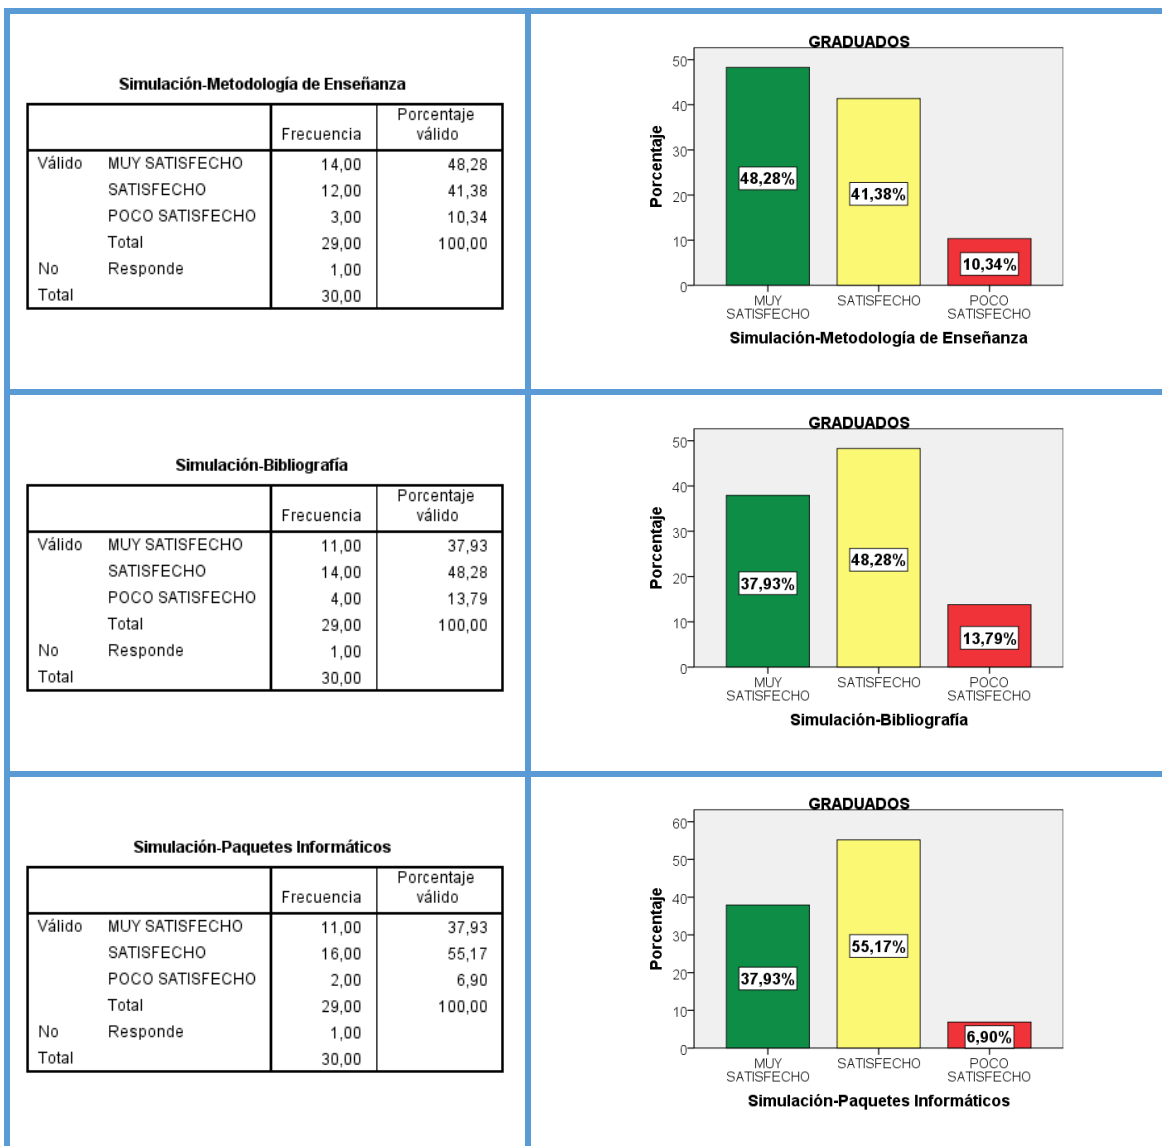 Simulación-Metodología de Enseñanza
Frecuencia Porcentaje válido
Válido MUY SATISFECHO 14,00 48,28
SATISFECHO 12,00 41,38
POCO SATISFECHO 3,00 10,34
Total 29,00 100,00
No Responde 1,00
Total 30,00
GRADUADOS
Porcentaje
50
40
30
20
10
0
48,28%
41,38%
10,34%
MUY SATISFECHO
SATISFECHO
POCO SATISFECHO
Simulación-Metodología de Enseñanza
Simulación-Bibliografía
Frecuencia Porcentaje válido
Válido MUY SATISFECHO 11,00 37,93
SATISFECHO 14,00 48,28
POCO SATISFECHO 4,00 13,79
Total 29,00 100,00
No Responde 1,00
Total 30,00
GRADUADOS
Porcentaje
50
40
30
20
10
0
37,93%
48,28%
13,79%
MUY SATISFECHO
SATISFECHO
POCO SATISFECHO
Simulación-Bibliografía
Simulación-Paquetes Informáticos
Frecuencia Porcentaje válido
Válido MUY SATISFECHO 11,00 37,93
SATISFECHO 16,00 55,17
POCO SATISFECHO 2,00 6,90
Total 29,00 100,00
No Responde 1,00
Total 30,00
GRADUADOS
Porcentaje
60
50
40
30
20
10
0
37,93%
55,17%
6,90%
MUY SATISFECHO
SATISFECHO
POCO SATISFECHO
Simulación-Paquetes Informáticos